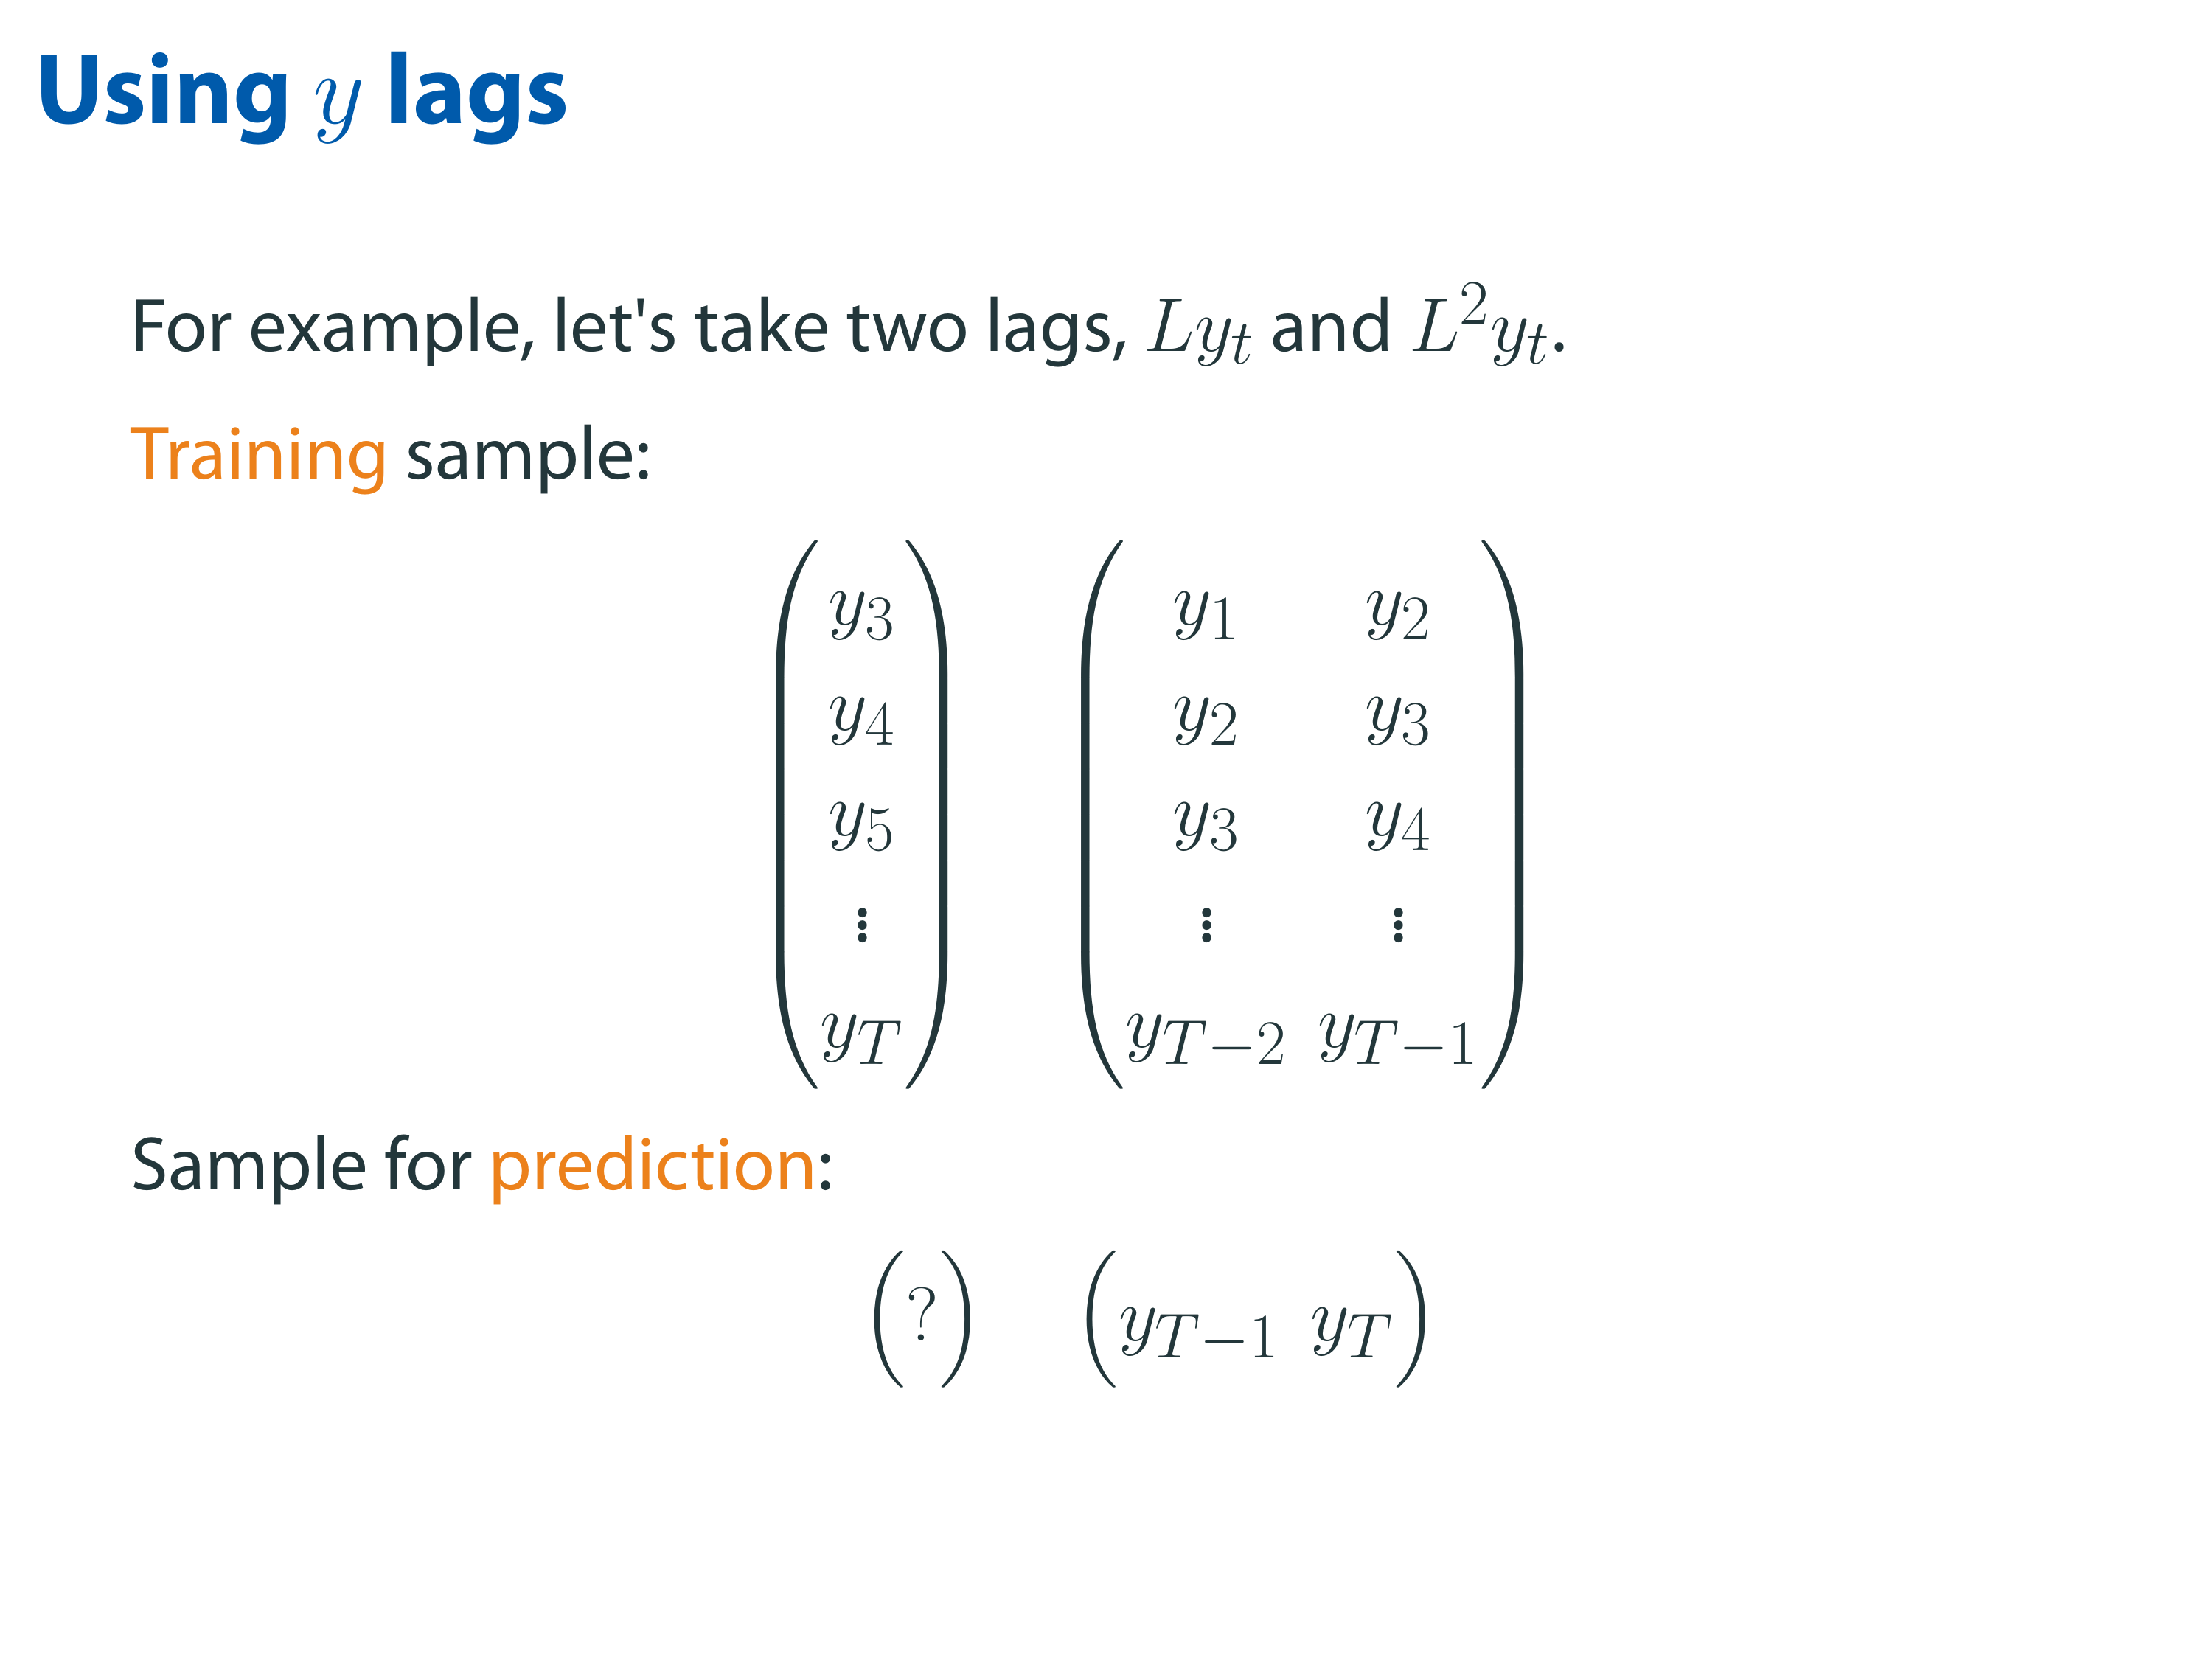 Using y lags
For example, let's take two lags, Ly_t and L^2y_t.
Training sample:
y_3 y_1 y_2
y_4 y_2 y_3
y_5 y_3 y_4
⋮ ⋮ ⋮
y_T y_{T−2} y_{T−1}
Sample for prediction:
(?) (y_{T−1} y_T)